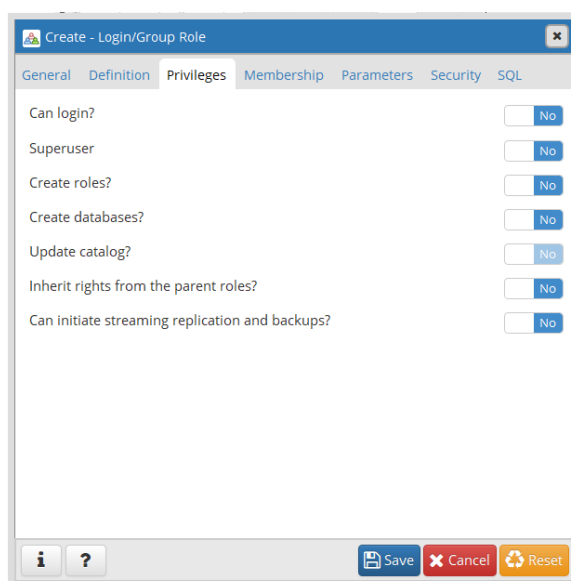 Create - Login/Group Role
General Definition Privileges Membership Parameters Security SQL
Can login? No
Superuser No
Create roles? No
Create databases? No
Update catalog? No
Inherit rights from the parent roles? No
Can initiate streaming replication and backups? No
i ? Save Cancel Reset